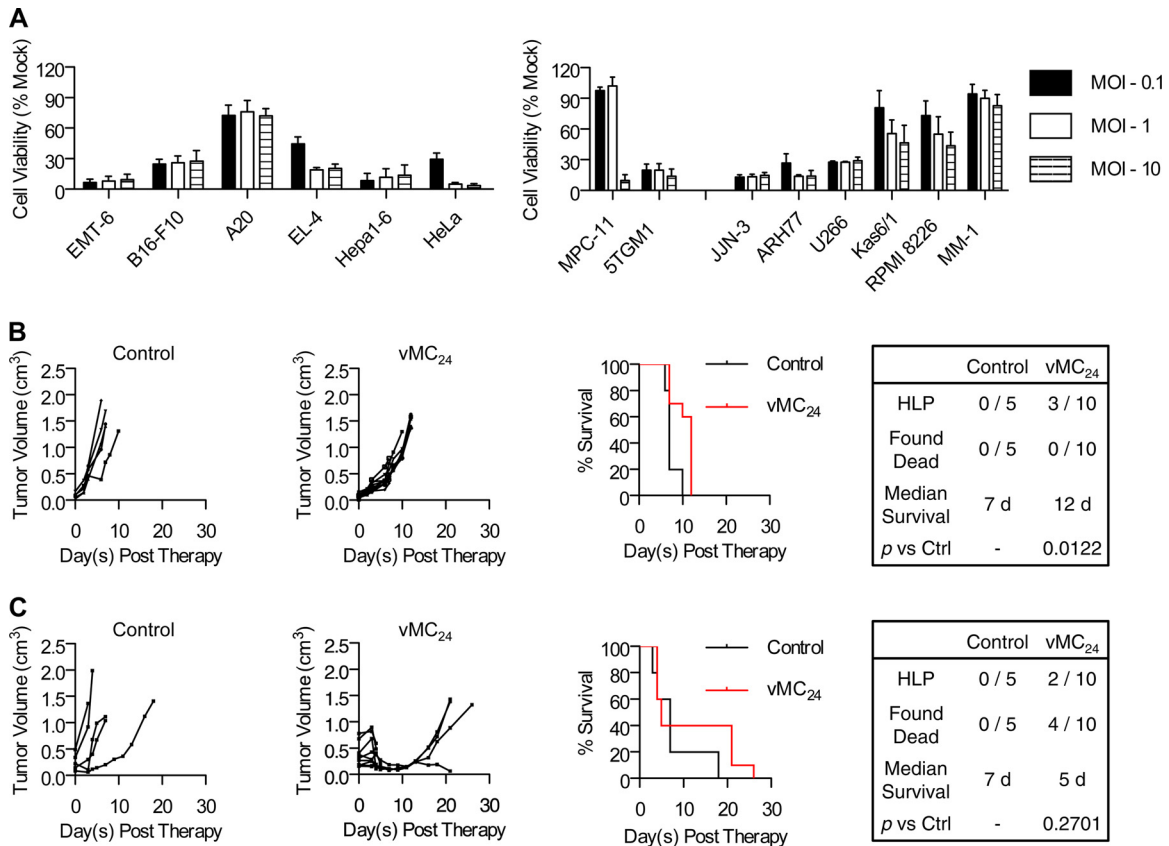 A
Cell Viability (% Mock)
120
90
60
30
0
EMT-6
B16-F10
A20
EL-4
Hepa1-6
HeLa
Cell Viability (% Mock)
120
90
60
30
0
MPC-11
5TGM1
JJN-3
ARH77
U266
Kas6/1
RPMI 8226
MM-1
MOI - 0.1
MOI - 1
MOI - 10
B
Control
Tumor Volume (cm³)
2.5
2.0
1.5
1.0
0.5
0.0
0 10 20 30
Day(s) Post Therapy
vMC₂₄
Tumor Volume (cm³)
2.5
2.0
1.5
1.0
0.5
0.0
0 10 20 30
Day(s) Post Therapy
% Survival
100
80
60
40
20
0
0 10 20 30
Day(s) Post Therapy
Control
vMC₂₄
Control vMC₂₄
HLP 0 / 5 3 / 10
Found
Dead 0 / 5 0 / 10
Median
Survival 7 d 12 d
p vs Ctrl - 0.0122
C
Control
Tumor Volume (cm³)
2.5
2.0
1.5
1.0
0.5
0.0
0 10 20 30
Day(s) Post Therapy
vMC₂₄
Tumor Volume (cm³)
2.5
2.0
1.5
1.0
0.5
0.0
0 10 20 30
Day(s) Post Therapy
% Survival
100
80
60
40
20
0
0 10 20 30
Day(s) Post Therapy
Control
vMC₂₄
Control vMC₂₄
HLP 0 / 5 2 / 10
Found
Dead 0 / 5 4 / 10
Median
Survival 7 d 5 d
p vs Ctrl - 0.2701